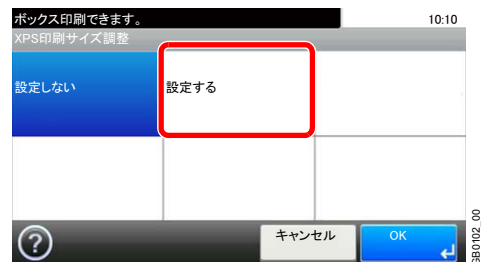 ボックス印刷できます。 10:10
XPS印刷サイズ調整
設定しない 設定する
?
キャンセル OK
GB0102_00